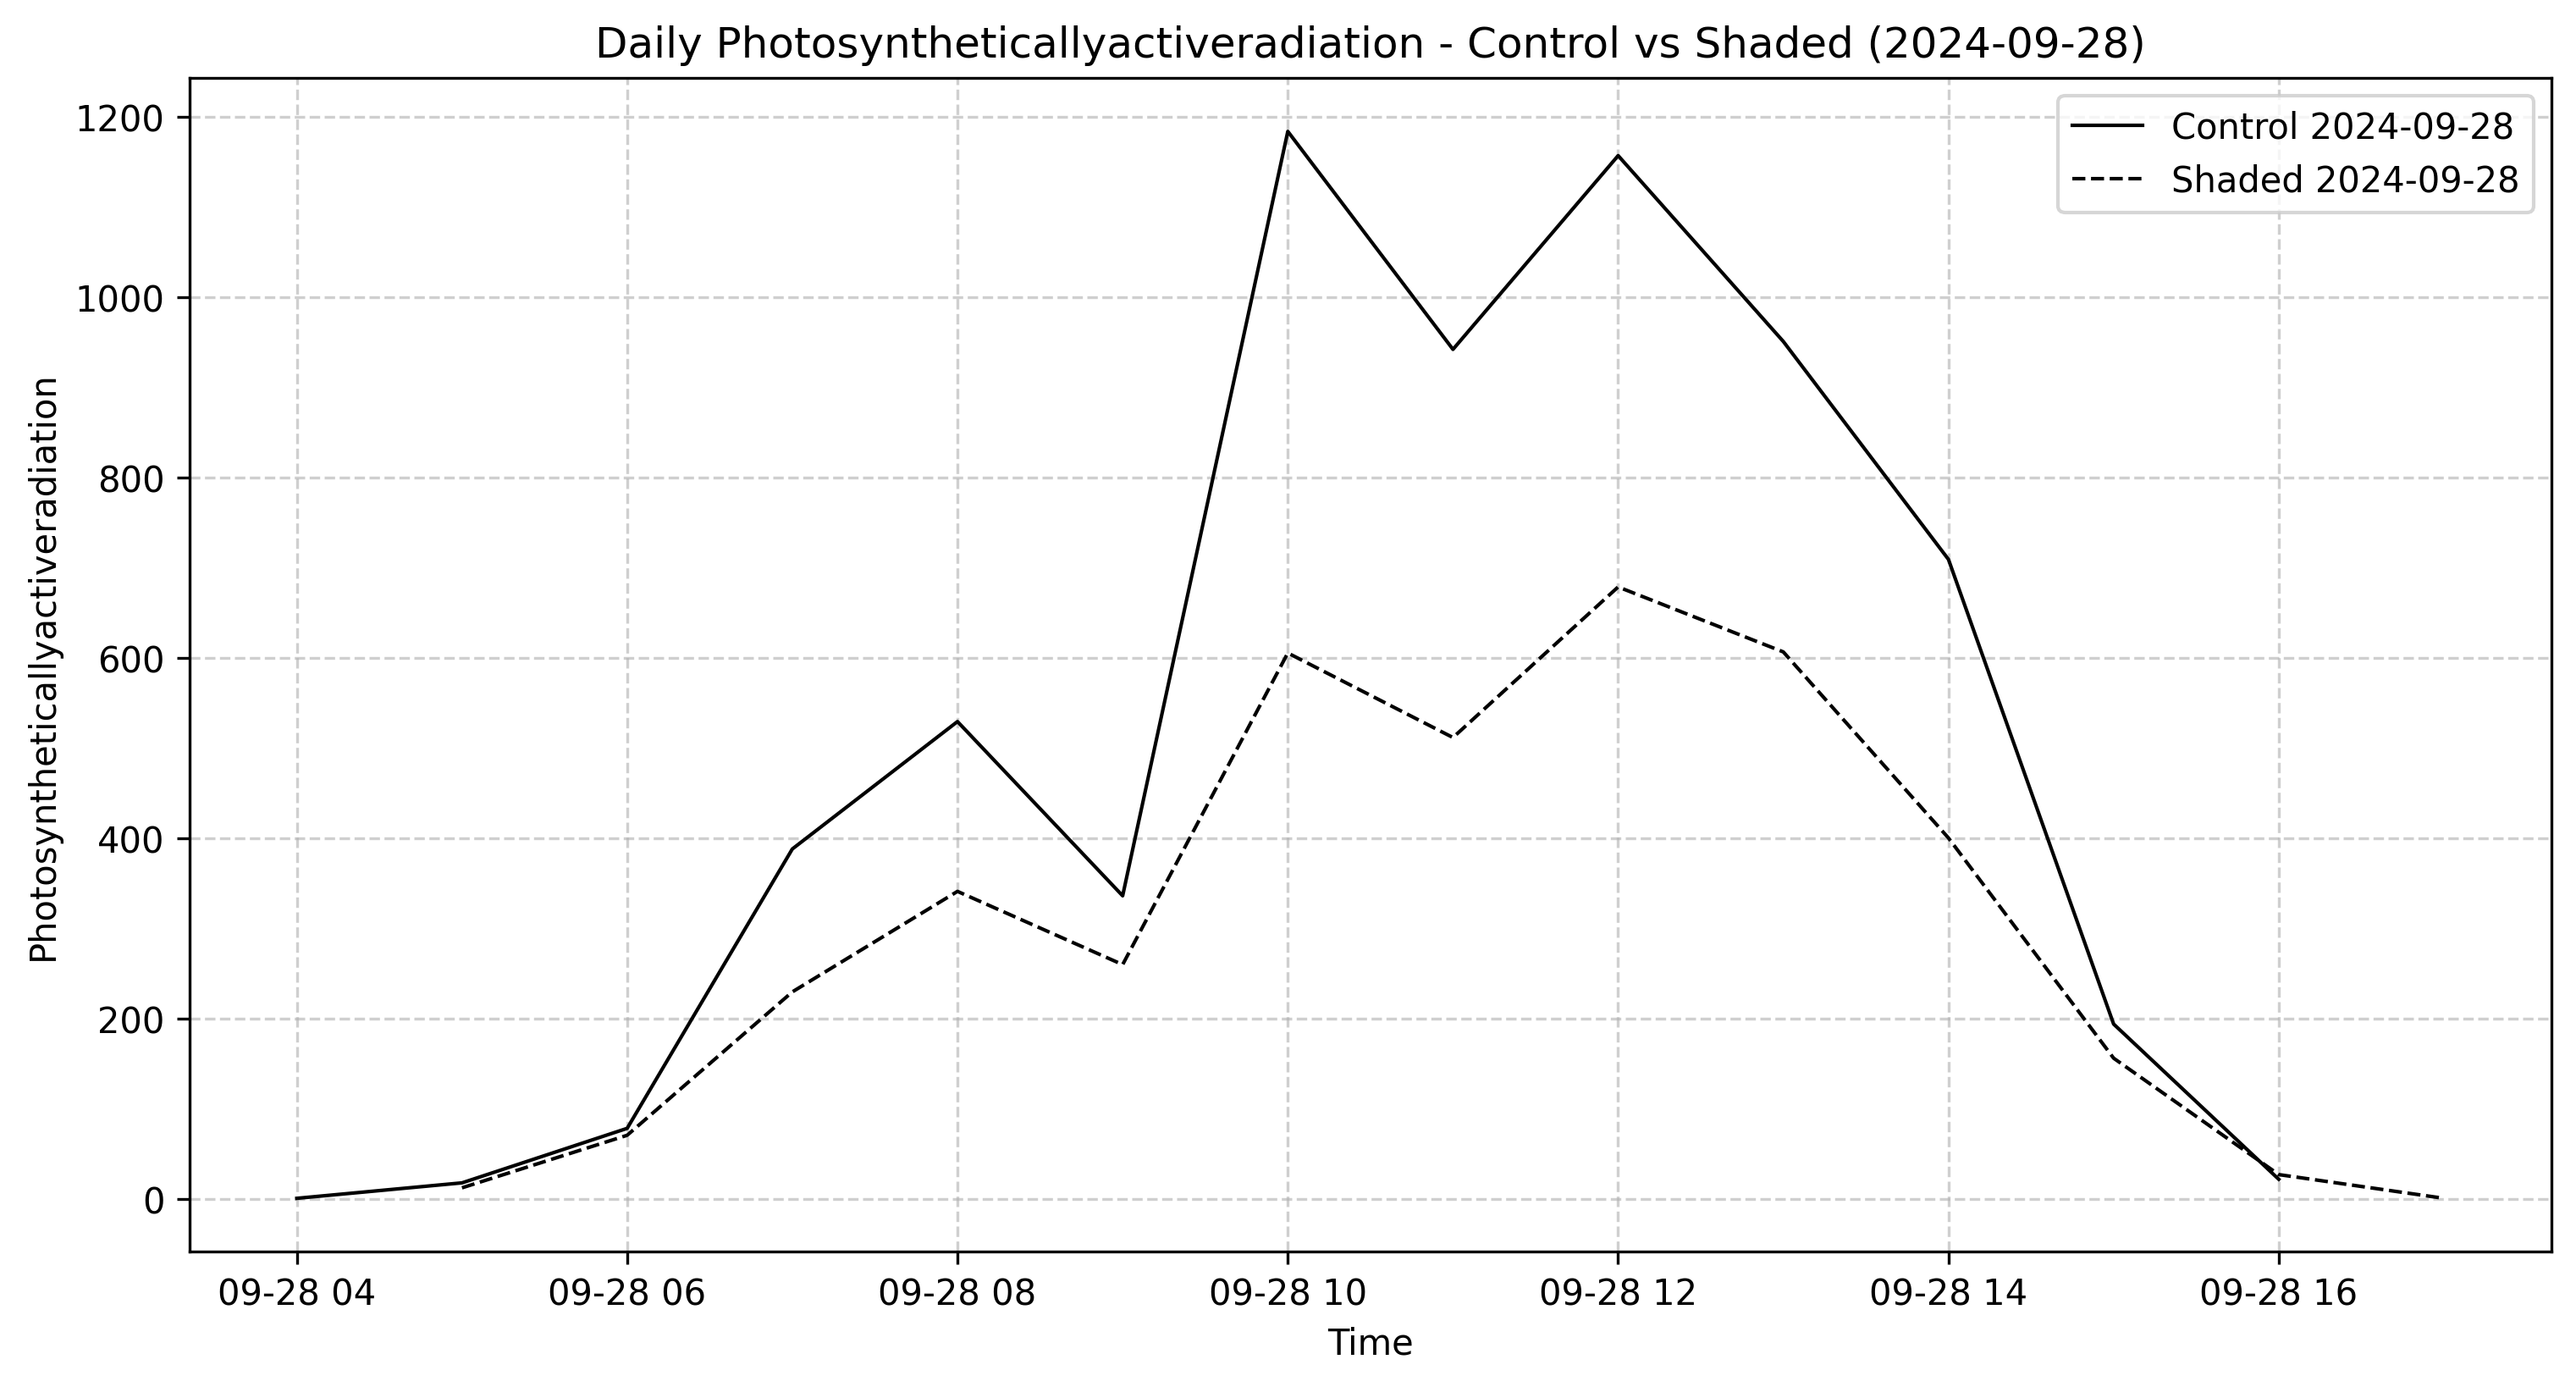 Daily Photosyntheticallyactiveradiation - Control vs Shaded (2024-09-28)
Control 2024-09-28
Shaded 2024-09-28
Photosyntheticallyactiveradiation
1200
1000
800
600
400
200
0
09-28 04 09-28 06 09-28 08 09-28 10 09-28 12 09-28 14 09-28 16
Time